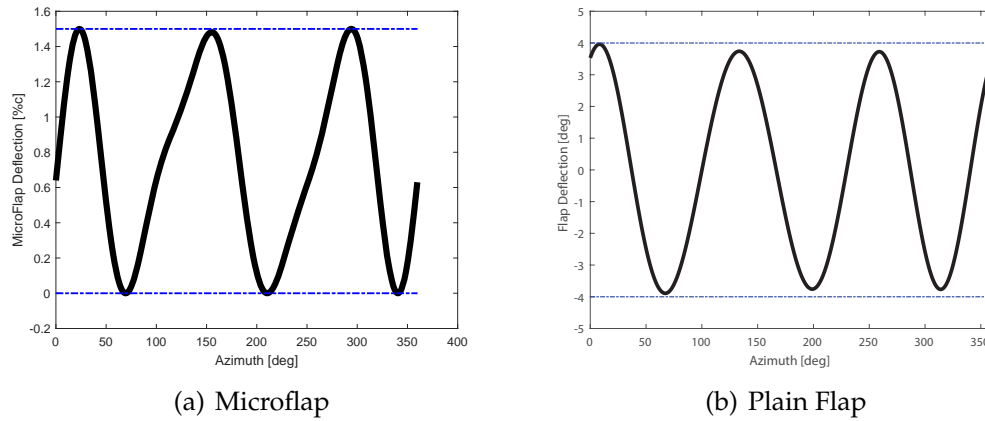 1.6
1.4
1.2
1
0.8
0.6
0.4
0.2
0
-0.2
MicroFlap Deflection [%c]
0 50 100 150 200 250 300 350 400
Azimuth [deg]
(a) Microflap
5
4
3
2
1
0
-1
-2
-3
-4
-5
Flap Deflection [deg]
0 50 100 150 200 250 300
Azimuth [deg]
(b) Plain Flap